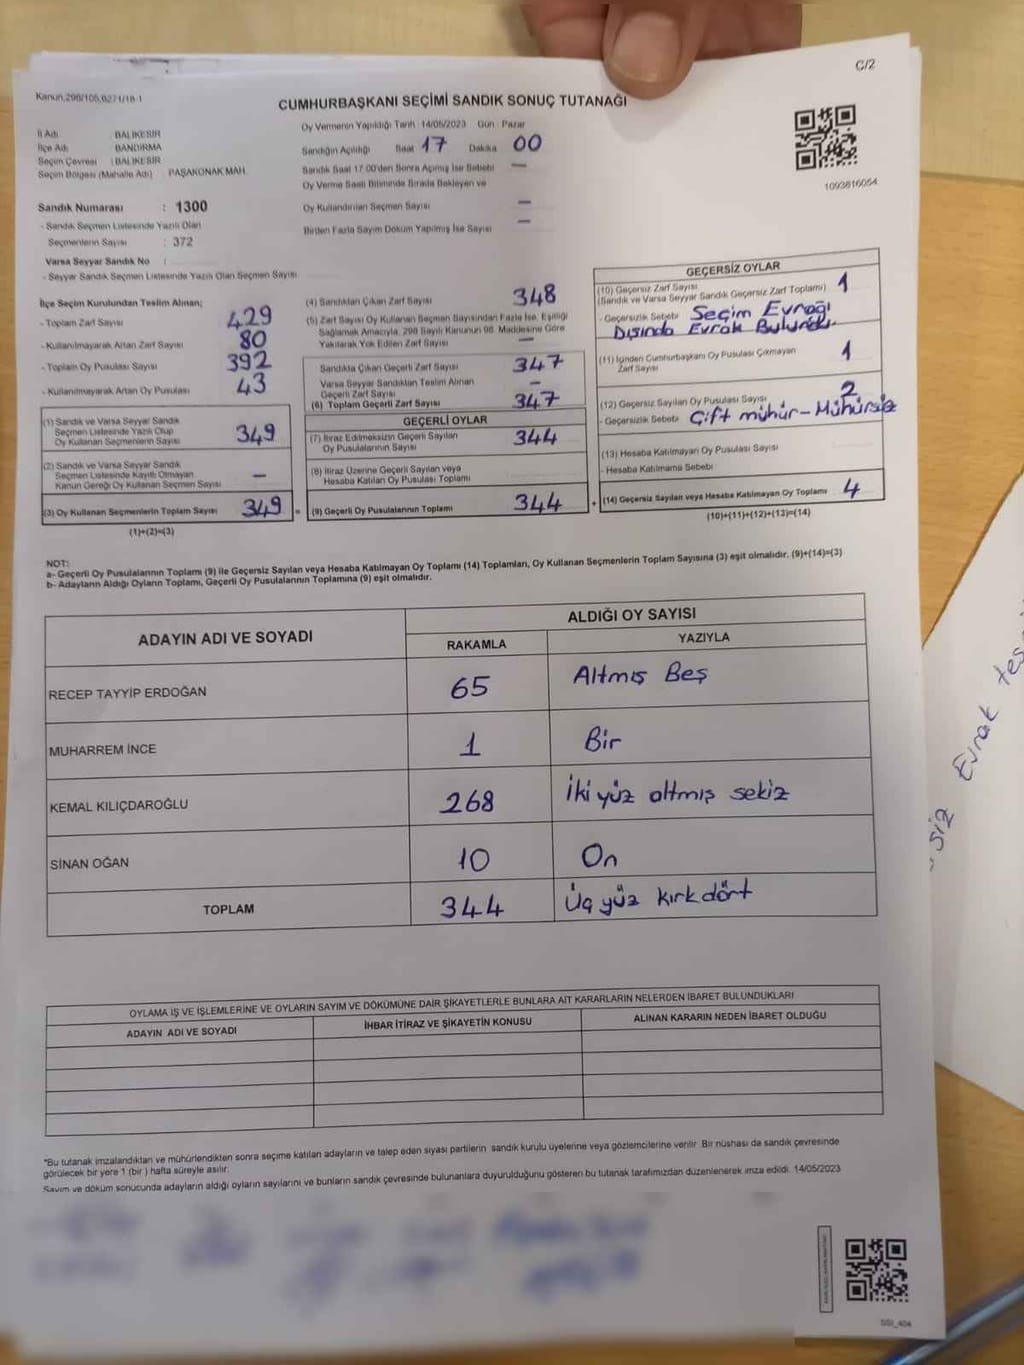 C/2
Kanun.298/105,6271/18-1
CUMHURBAŞKANI SEÇİMİ SANDIK SONUÇ TUTANAĞI
İl Adı : BALIKESİR
İlçe Adı : BANDIRMA
Seçim Çevresi : BALIKESİR
Seçim Bölgesi (Mahalle Adı) : PAŞAKONAK MAH.
Sandık Numarası : 1300
- Sandık Seçmen Listesinde Yazılı Olan
Seçmenlerin Sayısı : 372
Varsa Seyyar Sandık No :
- Seyyar Sandık Seçmen Listesinde Yazılı Olan Seçmen Sayısı
Oy Vermenin Yapıldığı Tarih :14/05/2023 Gün : Pazar
Sandığın Açıldığı Saat 17 Dakika 00
Sandık Saat 17:00'den Sonra Açımış İse Sebebi —
Oy Verme Saati Bitiminde Sırada Bekleyen ve
Oy Kullandırılan Seçmen Sayısı —
Birden Fazla Sayım Döküm Yapılmış İse Sayısı —
1093816054
İlçe Seçim Kurulundan Teslim Alınan;
- Toplam Zarf Sayısı 429
- Kullanılmayarak Artan Zarf Sayısı 80
- Toplam Oy Pusulası Sayısı 392
- Kullanılmayarak Artan Oy Pusulası 43
(1) Sandık ve Varsa Seyyar Sandık
Seçmen Listesinde Yazılı Olup
Oy Kullanan Seçmenlerin Sayısı 349
(2) Sandık ve Varsa Seyyar Sandık
Seçmen Listesinde Kayıtlı Olmayan
Kanun Gereği Oy Kullanan Seçmen Sayısı —
(3) Oy Kullanan Seçmenlerin Toplam Sayısı 349 =
(1)+(2)=(3)
(4) Sandıktan Çıkan Zarf Sayısı 348
(5) Zarf Sayısı Oy Kullanan Seçmen Sayısından Fazla İse, Eşitliği
Sağlamak Amacıyla, 298 Sayılı Kanunun 98. Maddesine Göre
Yakılarak Yok Edilen Zarf Sayısı —
Sandıkta Çıkan Geçerli Zarf Sayısı 347
Varsa Seyyar Sandıktan Teslim Alınan
Geçerli Zarf Sayısı —
(6) Toplam Geçerli Zarf Sayısı 347
GEÇERLİ OYLAR
(7) İtiraz Edilmeksizin Geçerli Sayılan
Oy Pusulalarının Sayısı 344
(8) İtiraz Üzerine Geçerli Sayılan veya
Hesaba Katılan Oy Pusulası Toplamı
(9) Geçerli Oy Pusulalarının Toplamı 344 +
GEÇERSİZ OYLAR
(10) Geçersiz Zarf Sayısı 1
(Sandık ve Varsa Seyyar Sandık Geçersiz Zarf Toplamı)
- Geçersizlik Sebebi Seçim Evrağı
Dışında Evrak Bulundu.
(11) İçinden Cumhurbaşkanı Oy Pusulası Çıkmayan
Zarf Sayısı 1
(12) Geçersiz Sayılan Oy Pusulası Sayısı 2
- Geçersizlik Sebebi Çift mühür-Mühürsüz
(13) Hesaba Katılmayan Oy Pusulası Sayısı
- Hesaba Katılmama Sebebi
(14) Geçersiz Sayılan veya Hesaba Katılmayan Oy Toplamı 4
(10)+(11)+(12)+(13)=(14)
NOT:
a- Geçerli Oy Pusulalarının Toplamı (9) ile Geçersiz Sayılan veya Hesaba Katılmayan Oy Toplamı (14) Toplamları, Oy Kullanan Seçmenlerin Toplam Sayısına (3) eşit olmalıdır. (9)+(14)=(3)
b- Adayların Aldığı Oyların Toplamı, Geçerli Oy Pusulalarının Toplamına (9) eşit olmalıdır.
ADAYIN ADI VE SOYADI
ALDIĞI OY SAYISI
RAKAMLA YAZIYLA
RECEP TAYYİP ERDOĞAN 65 Altmış Beş
MUHARREM İNCE 1 Bir
KEMAL KILIÇDAROĞLU 268 İki yüz altmış sekiz
SİNAN OĞAN 10 On
TOPLAM 344 Üç yüz kırk dört
OYLAMA İŞ VE İŞLEMLERİNE VE OYLARIN SAYIM VE DÖKÜMÜNE DAİR ŞİKAYETLERLE BUNLARA AİT KARARLARIN NELERDEN İBARET BULUNDUKLARI
ADAYIN ADI VE SOYADI İHBAR İTİRAZ VE ŞİKAYETİN KONUSU ALINAN KARARIN NEDEN İBARET OLDUĞU
*Bu tutanak imzalandıktan ve mühürlendikten sonra seçime katılan adayların ve talep eden siyasi partilerin sandık kurulu üyelerine veya gözlemcilerine verilir. Bir nüshası da sandık çevresinde
görülecek bir yere 1 (bir ) hafta süreyle asılır.
Sayım ve döküm sonucunda adayların aldığı oyların sayılarını ve bunların sandık çevresinde bulunanlara duyurulduğunu gösteren bu tutanak tarafımızdan düzenlenerek imza edildi. 14/05/2023
SSI_404
Evrak